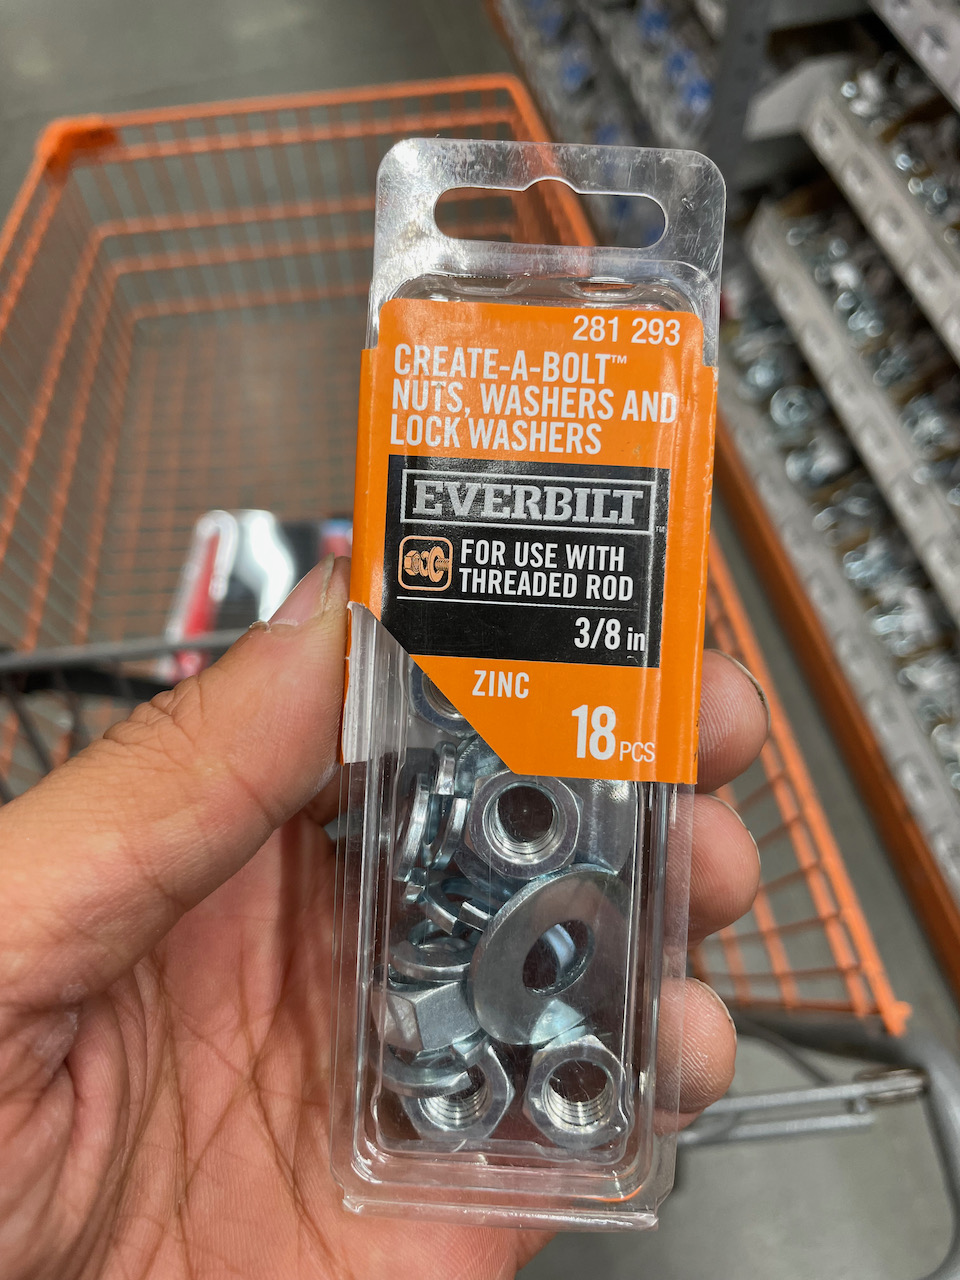 281 293
CREATE-A-BOLT™
NUTS, WASHERS AND
LOCK WASHERS
EVERBILT™
FOR USE WITH
THREADED ROD
3/8 in
ZINC
18 PCS